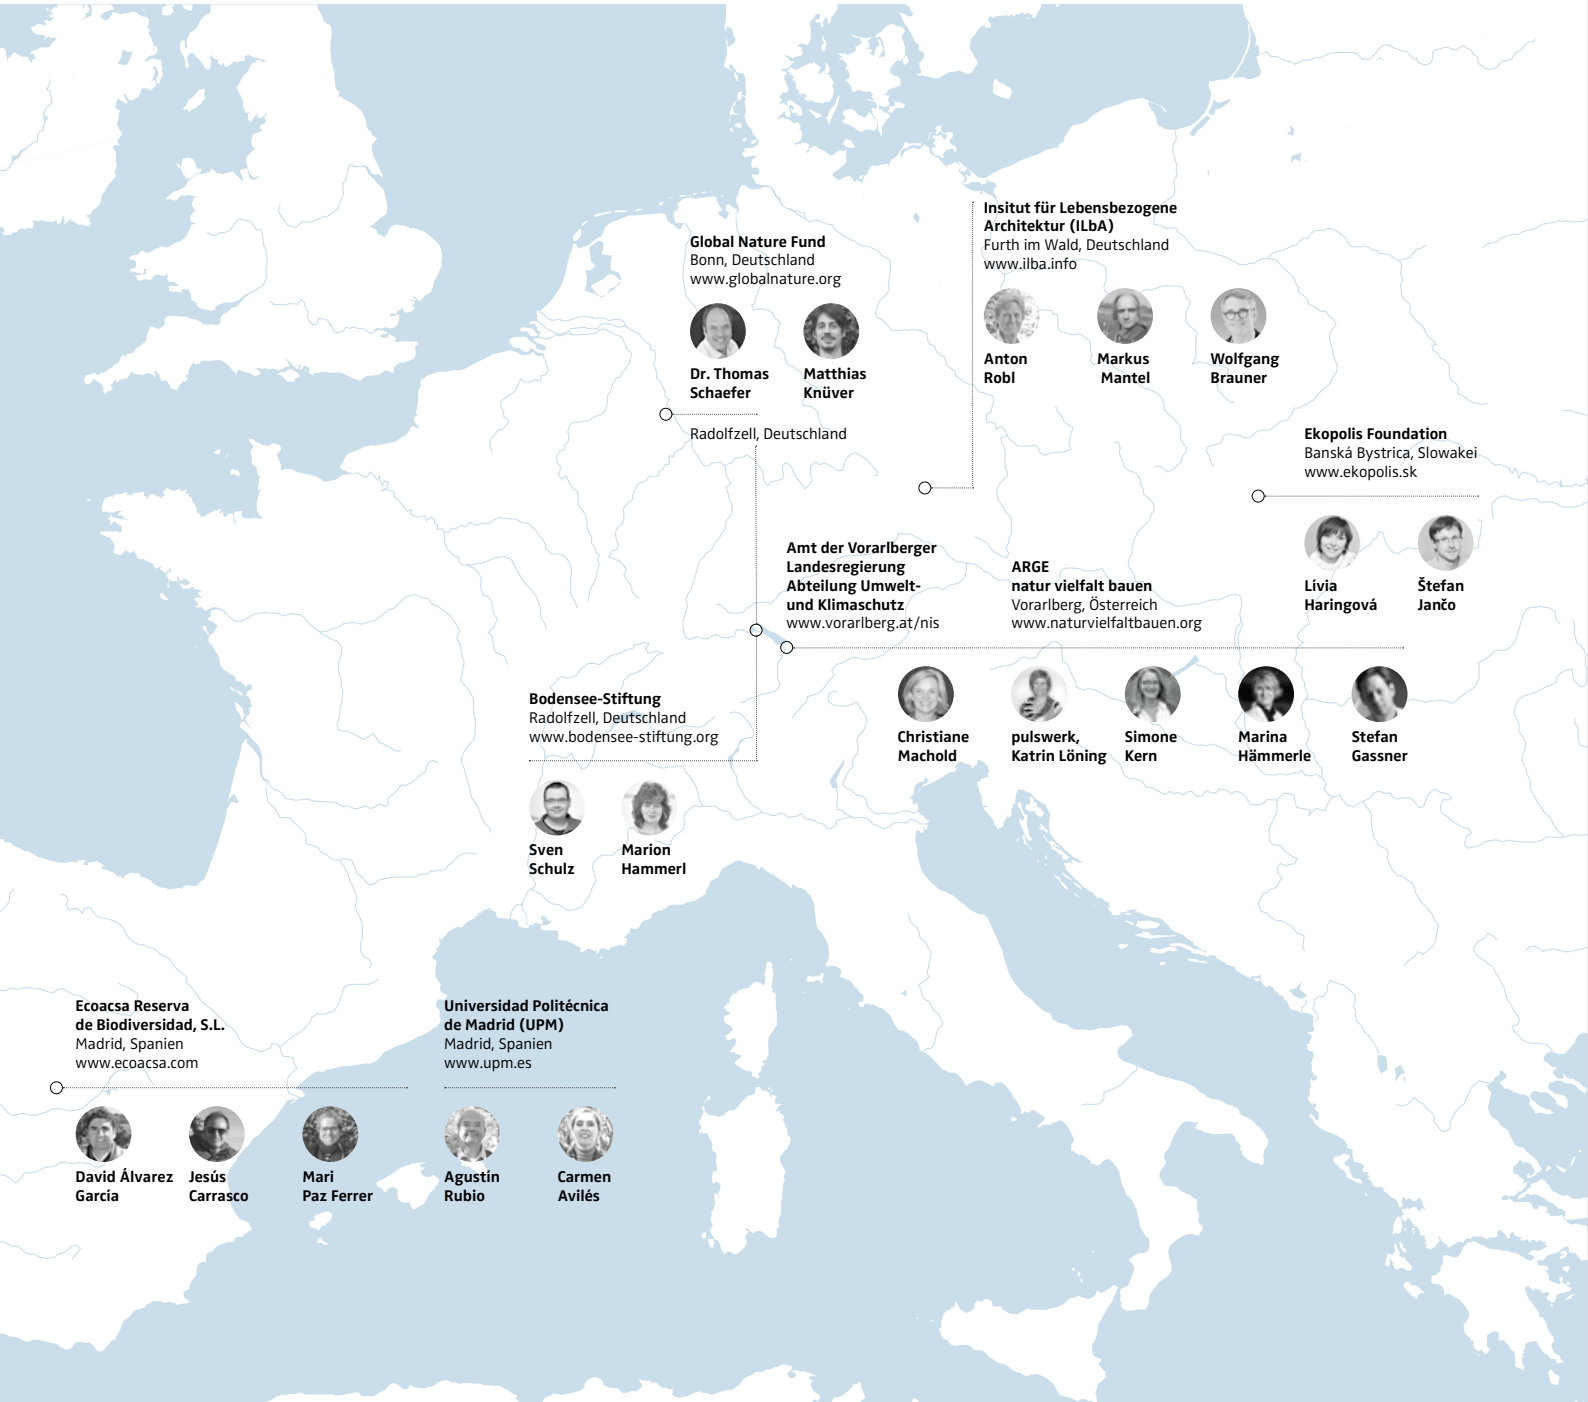 Insitut für Lebensbezogene
Architektur (ILbA)
Furth im Wald, Deutschland
www.ilba.info
Anton
Robl
Markus
Mantel
Wolfgang
Brauner
Global Nature Fund
Bonn, Deutschland
www.globalnature.org
Dr. Thomas
Schaefer
Matthias
Knüver
Radolfzell, Deutschland
Ekopolis Foundation
Banská Bystrica, Slowakei
www.ekopolis.sk
Lívia
Haringová
Štefan
Jančo
Amt der Vorarlberger
Landesregierung
Abteilung Umwelt-
und Klimaschutz
www.vorarlberg.at/nis
ARGE
natur vielfalt bauen
Vorarlberg, Österreich
www.naturvielfaltbauen.org
Christiane
Machold
pulswerk,
Katrin Löning
Simone
Kern
Marina
Hämmerle
Stefan
Gassner
Bodensee-Stiftung
Radolfzell, Deutschland
www.bodensee-stiftung.org
Sven
Schulz
Marion
Hammerl
Ecoacsa Reserva
de Biodiversidad, S.L.
Madrid, Spanien
www.ecoacsa.com
David Álvarez
García
Jesús
Carrasco
Mari
Paz Ferrer
Universidad Politécnica
de Madrid (UPM)
Madrid, Spanien
www.upm.es
Agustín
Rubio
Carmen
Avilés